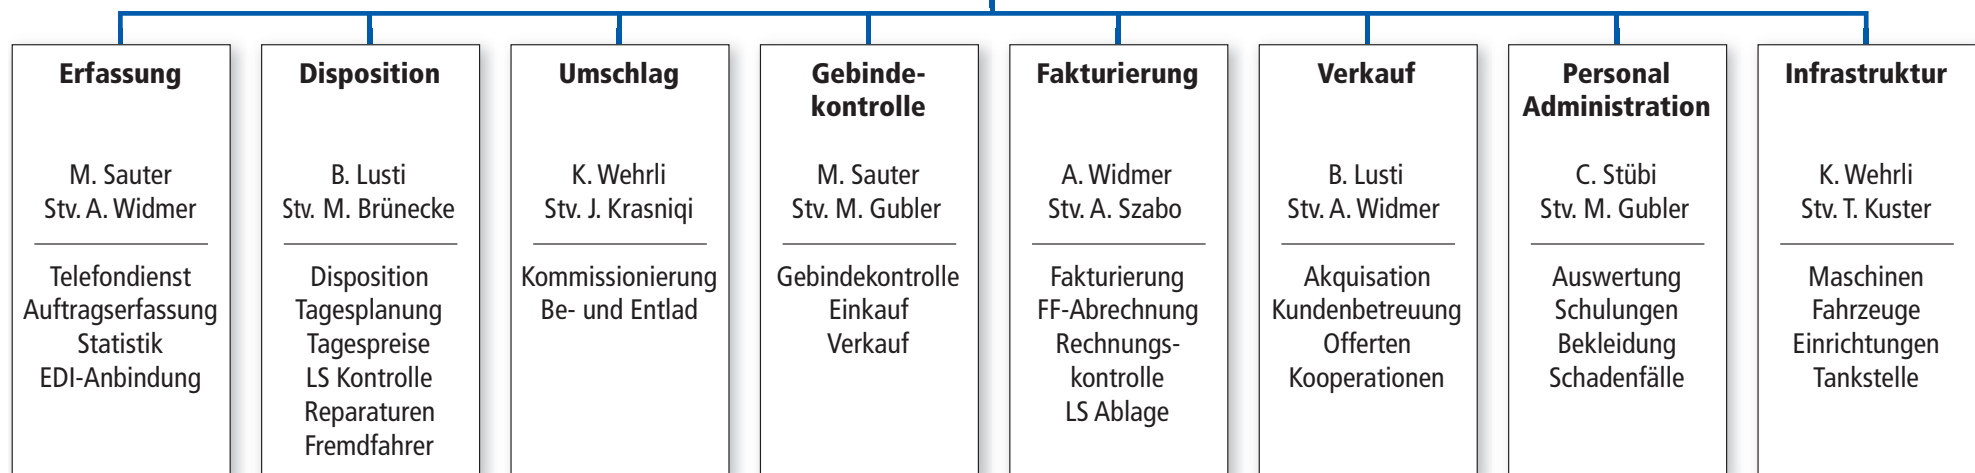 Erfassung
M. Sauter
Stv. A. Widmer
Telefondienst
Auftragserfassung
Statistik
EDI-Anbindung
Disposition
B. Lusti
Stv. M. Brünecke
Disposition
Tagesplanung
Tagespreise
LS Kontrolle
Reparaturen
Fremdfahrer
Umschlag
K. Wehrli
Stv. J. Krasniqi
Kommissionierung
Be- und Entlad
Gebinde-
kontrolle
M. Sauter
Stv. M. Gubler
Gebindekontrolle
Einkauf
Verkauf
Fakturierung
A. Widmer
Stv. A. Szabo
Fakturierung
FF-Abrechnung
Rechnungs-
kontrolle
LS Ablage
Verkauf
B. Lusti
Stv. A. Widmer
Akquisation
Kundenbetreuung
Offerten
Kooperationen
Personal
Administration
C. Stübi
Stv. M. Gubler
Auswertung
Schulungen
Bekleidung
Schadenfälle
Infrastruktur
K. Wehrli
Stv. T. Kuster
Maschinen
Fahrzeuge
Einrichtungen
Tankstelle